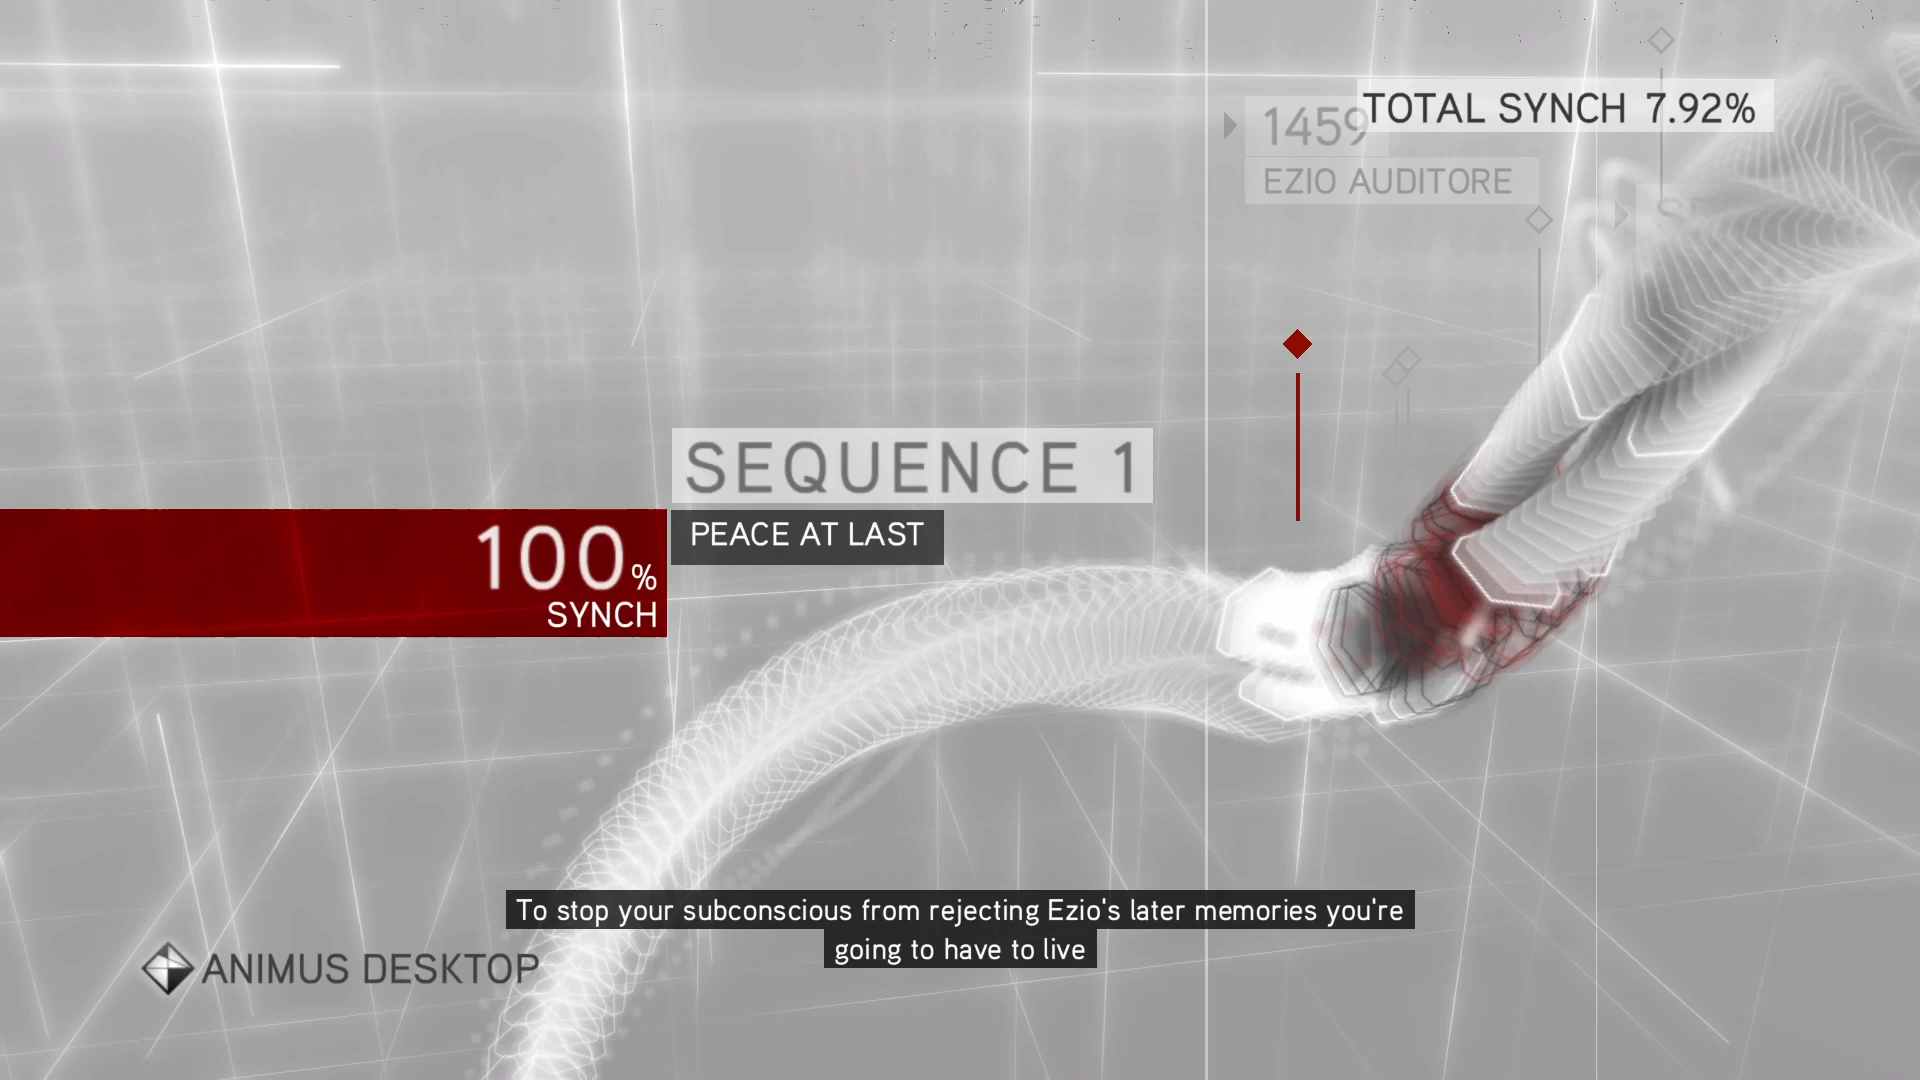 TOTAL SYNCH 7.92%
1459
EZIO AUDITORE
SEQUENCE 1
PEACE AT LAST
100%
SYNCH
To stop your subconscious from rejecting Ezio's later memories you're
going to have to live
ANIMUS DESKTOP